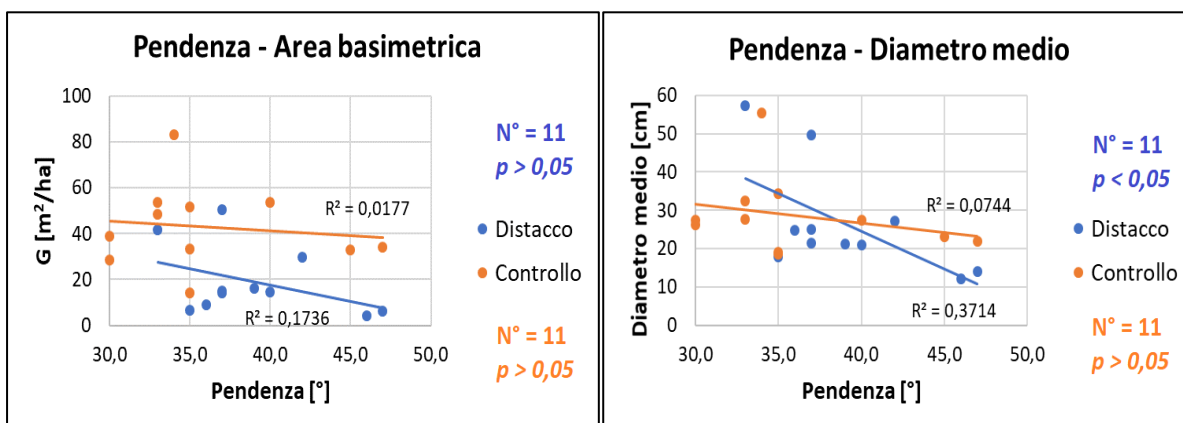 Pendenza - Area basimetrica
G [m²/ha]
100
80
60
40
20
0
30,0 35,0 40,0 45,0 50,0
Pendenza [°]
R² = 0,0177
R² = 0,1736
N° = 11
p > 0,05
Distacco
Controllo
N° = 11
p > 0,05
Pendenza - Diametro medio
Diametro medio [cm]
60
50
40
30
20
10
0
30,0 35,0 40,0 45,0 50,0
Pendenza [°]
R² = 0,0744
R² = 0,3714
N° = 11
p < 0,05
Distacco
Controllo
N° = 11
p > 0,05